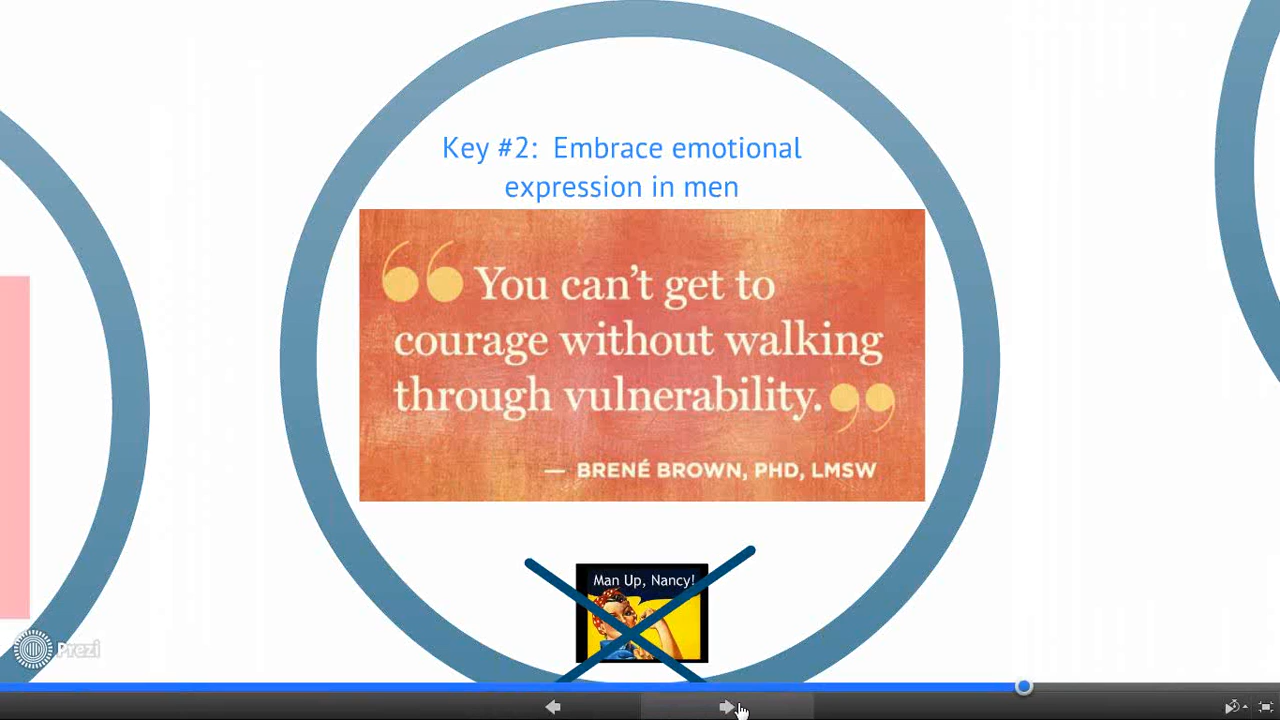 Key #2:  Embrace emotional
expression in men
“ You can’t get to
courage without walking
through vulnerability. ”
— BRENÉ BROWN, PHD, LMSW
Man Up, Nancy!
Prezi